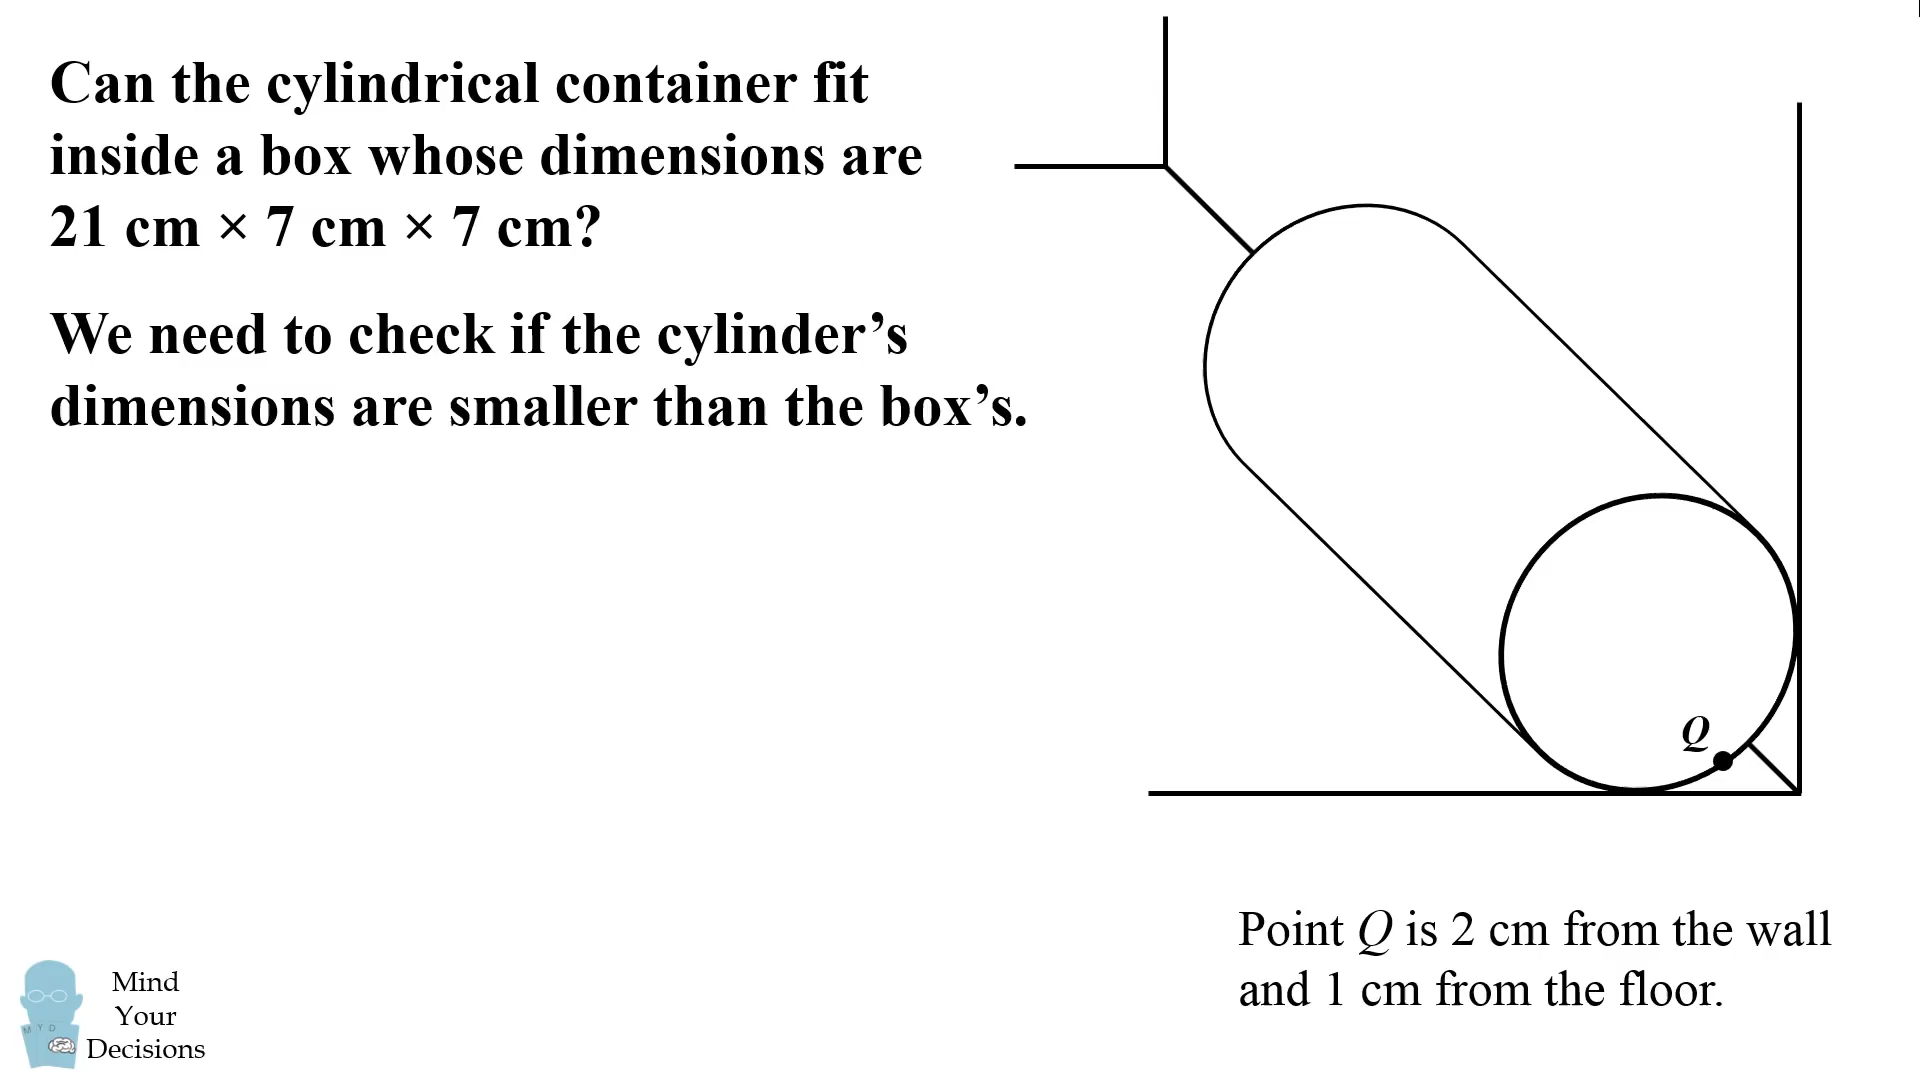 Can the cylindrical container fit
inside a box whose dimensions are
21 cm × 7 cm × 7 cm?
We need to check if the cylinder’s
dimensions are smaller than the box’s.
Q
Point Q is 2 cm from the wall
and 1 cm from the floor.
M Y D
Mind
Your
Decisions